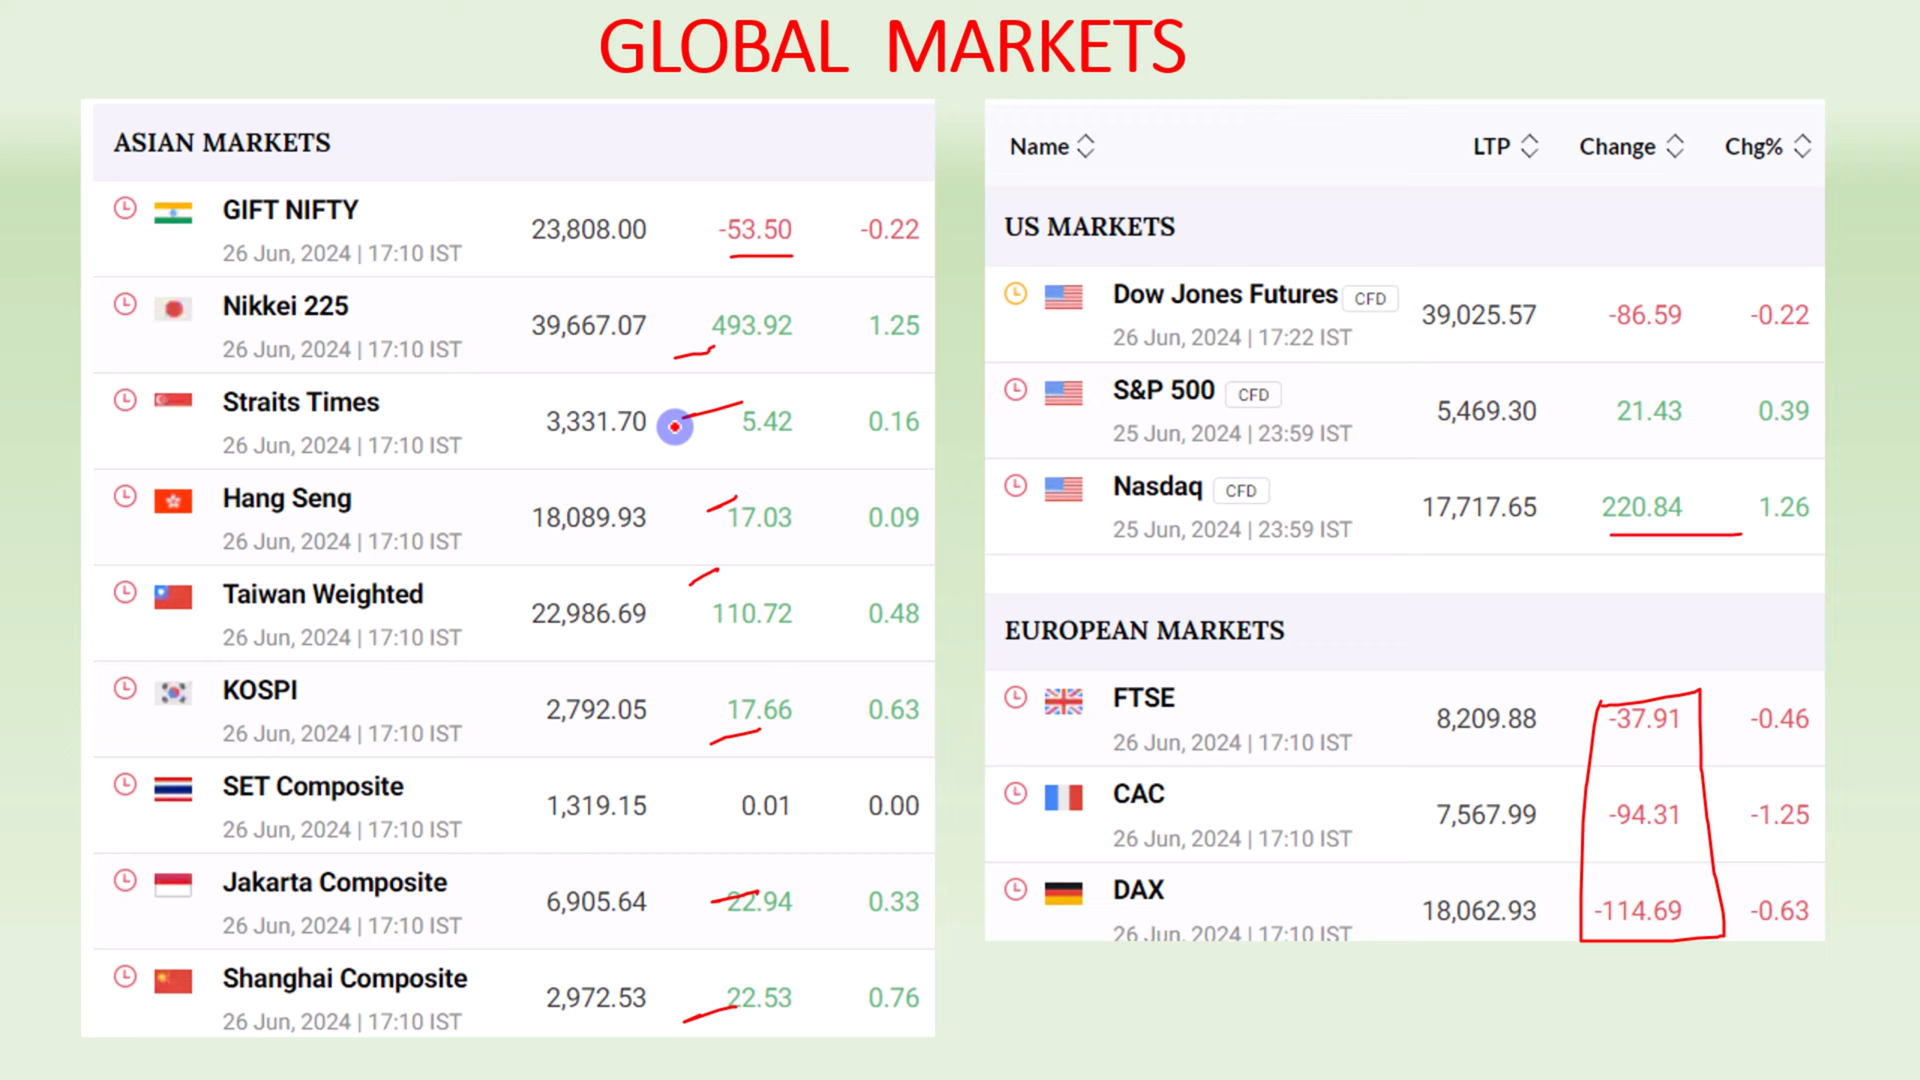 GLOBAL MARKETS
ASIAN MARKETS
GIFT NIFTY 23,808.00 -53.50 -0.22
26 Jun, 2024 | 17:10 IST
Nikkei 225 39,667.07 493.92 1.25
26 Jun, 2024 | 17:10 IST
Straits Times 3,331.70 5.42 0.16
26 Jun, 2024 | 17:10 IST
Hang Seng 18,089.93 17.03 0.09
26 Jun, 2024 | 17:10 IST
Taiwan Weighted 22,986.69 110.72 0.48
26 Jun, 2024 | 17:10 IST
KOSPI 2,792.05 17.66 0.63
26 Jun, 2024 | 17:10 IST
SET Composite 1,319.15 0.01 0.00
26 Jun, 2024 | 17:10 IST
Jakarta Composite 6,905.64 22.94 0.33
26 Jun, 2024 | 17:10 IST
Shanghai Composite 2,972.53 22.53 0.76
26 Jun, 2024 | 17:10 IST
Name LTP Change Chg%
US MARKETS
Dow Jones Futures CFD 39,025.57 -86.59 -0.22
26 Jun, 2024 | 17:22 IST
S&P 500 CFD 5,469.30 21.43 0.39
25 Jun, 2024 | 23:59 IST
Nasdaq CFD 17,717.65 220.84 1.26
25 Jun, 2024 | 23:59 IST
EUROPEAN MARKETS
FTSE 8,209.88 -37.91 -0.46
26 Jun, 2024 | 17:10 IST
CAC 7,567.99 -94.31 -1.25
26 Jun, 2024 | 17:10 IST
DAX 18,062.93 -114.69 -0.63
26 Jun, 2024 | 17:10 IST